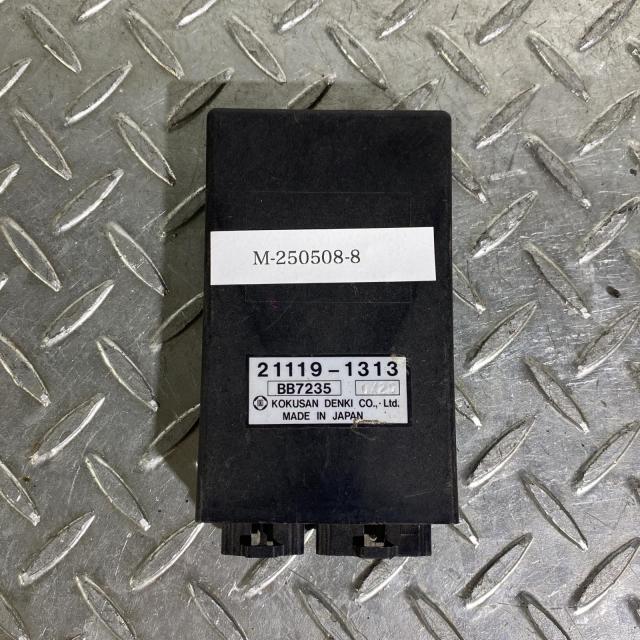 M-250508-8
21119-1313
BB7235
KOKUSAN DENKI CO., Ltd.
MADE IN JAPAN